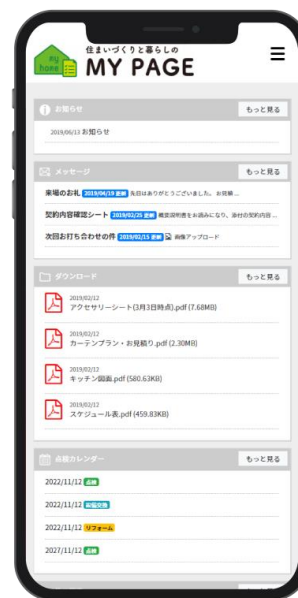 my
home
住まいづくりと暮らしの
MY PAGE
お知らせ
もっと見る
2019/06/13 お知らせ
メッセージ
もっと見る
来場のお礼 2019/04/19 更新 先日はありがとうございました。 お見積...
契約内容確認シート 2019/02/25 更新 概要説明書をお読みになり、添付の契約内容...
次回お打ち合わせの件 2019/02/15 更新 画像アップロード
ダウンロード
もっと見る
2019/02/12
アクセサリーシート(3月3日時点).pdf (7.68MB)
2019/02/12
カーテンプラン・お見積り.pdf (2.30MB)
2019/02/12
キッチン図面.pdf (580.63KB)
2019/02/12
スケジュール表.pdf (459.83KB)
点検カレンダー
もっと見る
2022/11/12 点検
2022/11/12
2022/11/12 リフォーム
2027/11/12 点検